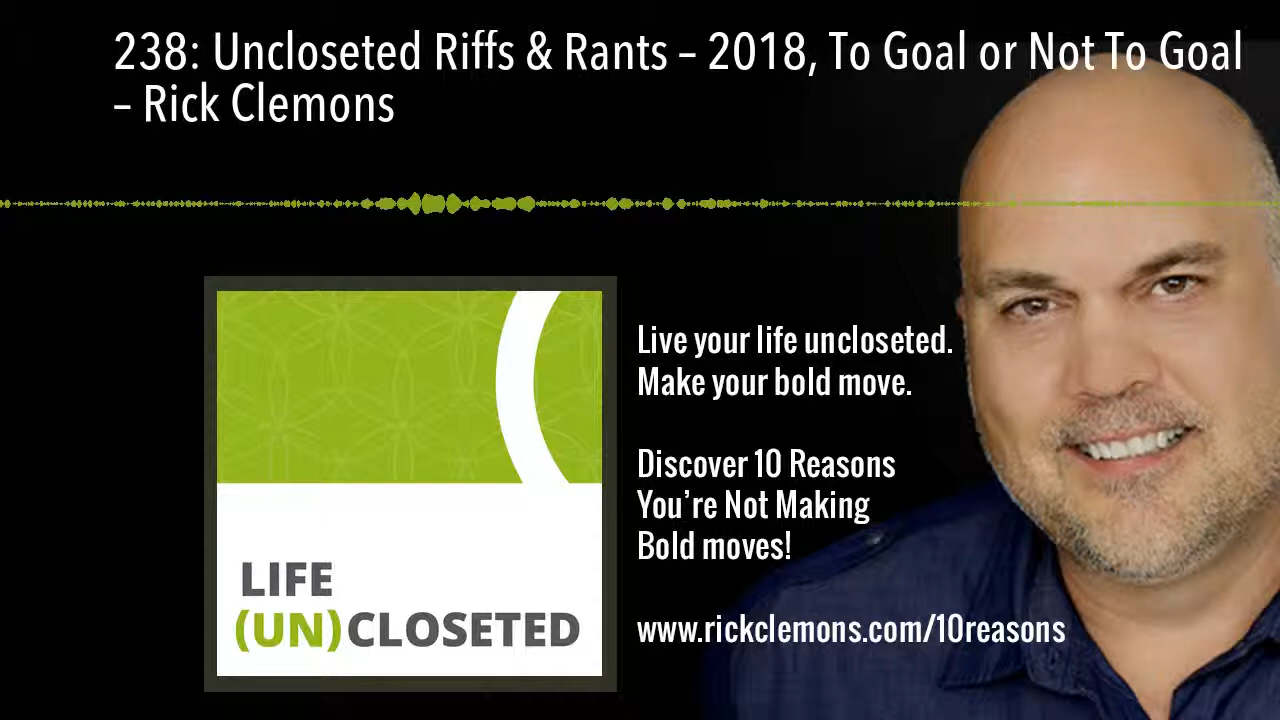 238: Uncloseted Riffs & Rants – 2018, To Goal or Not To Goal
– Rick Clemons
Live your life uncloseted.
Make your bold move.
Discover 10 Reasons
You’re Not Making
Bold moves!
www.rickclemons.com/10reasons
LIFE
(UN)CLOSETED